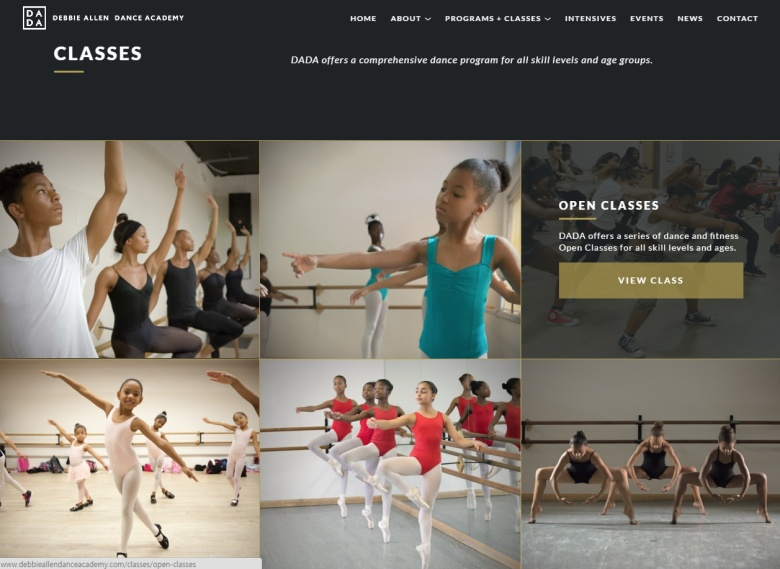 DA
DA
DEBBIE ALLEN DANCE ACADEMY
HOME ABOUT PROGRAMS + CLASSES INTENSIVES EVENTS NEWS CONTACT
CLASSES
DADA offers a comprehensive dance program for all skill levels and age groups.
OPEN CLASSES
DADA offers a series of dance and fitness
Open Classes for all skill levels and ages.
VIEW CLASS
www.debbieallendanceacademy.com/classes/open-classes